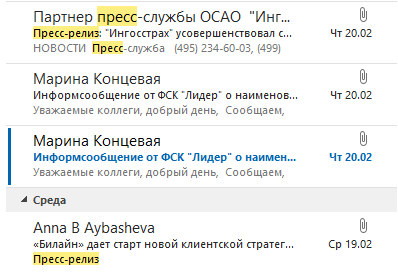 Партнер пресс-службы ОСАО "Инг...
Пресс-релиз: "Ингосстрах" усовершенствовал с...
Чт 20.02
НОВОСТИ Пресс-служба (495) 234-60-03, (499)
Марина Концевая
Информсообщение от ФСК "Лидер" о наименов...
Чт 20.02
Уважаемые коллеги, добрый день, Сообщаем,
Марина Концевая
Информсообщение от ФСК "Лидер" о наимен...
Чт 20.02
Уважаемые коллеги, добрый день, Сообщаем,
Среда
Anna B Aybasheva
«Билайн» дает старт новой клиентской стратег...
Ср 19.02
Пресс-релиз